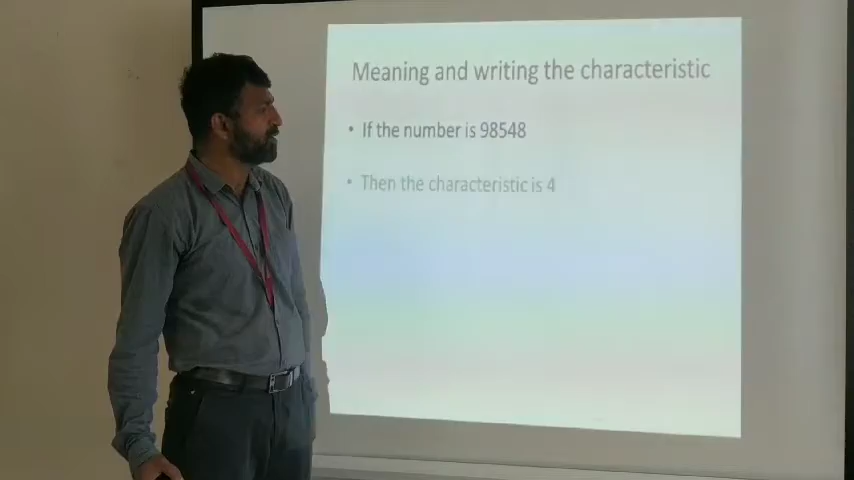 Meaning and writing the characteristic
• If the number is 98548
• Then the characteristic is 4